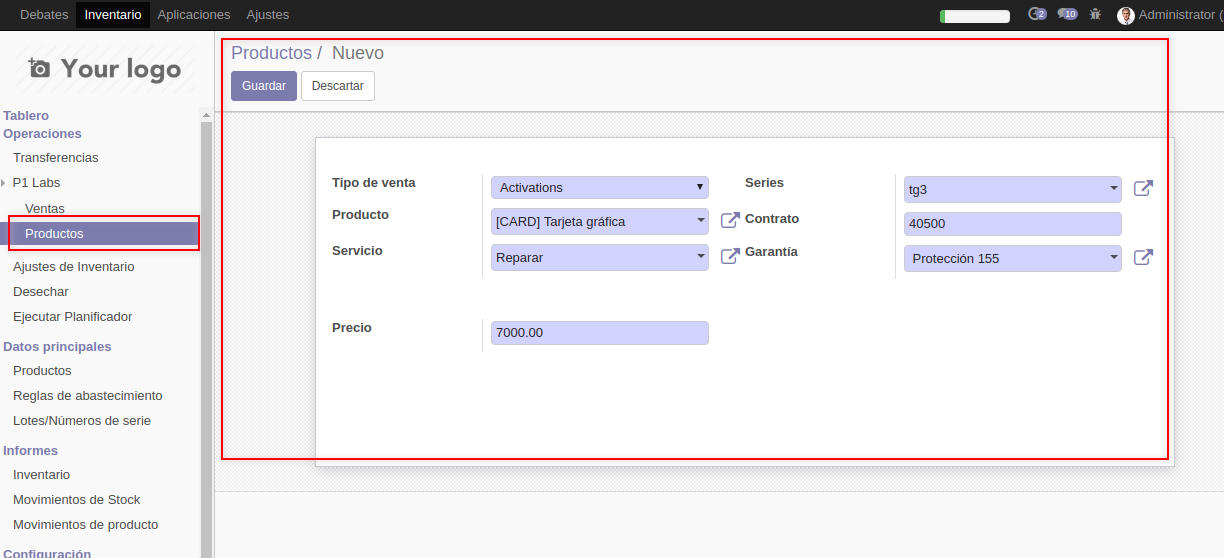 Debates Inventario Aplicaciones Ajustes 2 10 Administrator (
Your logo
Tablero
Operaciones
Transferencias
P1 Labs
Ventas
Productos
Ajustes de Inventario
Desechar
Ejecutar Planificador
Datos principales
Productos
Reglas de abastecimiento
Lotes/Números de serie
Informes
Inventario
Movimientos de Stock
Movimientos de producto
Configuración
Productos / Nuevo
Guardar Descartar
Tipo de venta Activations Series tg3
Producto [CARD] Tarjeta gráfica Contrato 40500
Servicio Reparar Garantía Protección 155
Precio 7000.00